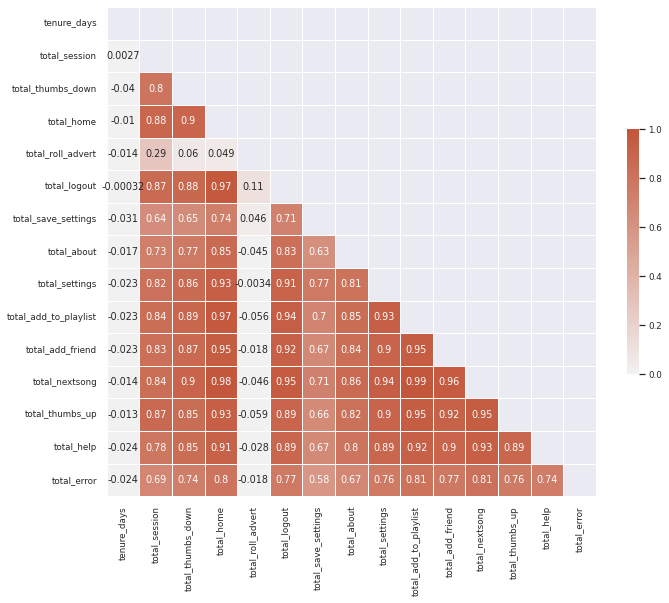 tenure_days
total_session 0.0027
total_thumbs_down -0.04 0.8
total_home -0.01 0.88 0.9
total_roll_advert -0.014 0.29 0.06 0.049
total_logout -0.00032 0.87 0.88 0.97 0.11
total_save_settings -0.031 0.64 0.65 0.74 0.046 0.71
total_about -0.017 0.73 0.77 0.85 -0.045 0.83 0.63
total_settings -0.023 0.82 0.86 0.93 -0.0034 0.91 0.77 0.81
total_add_to_playlist -0.023 0.84 0.89 0.97 -0.056 0.94 0.7 0.85 0.93
total_add_friend -0.023 0.83 0.87 0.95 -0.018 0.92 0.67 0.84 0.9 0.95
total_nextsong -0.014 0.84 0.9 0.98 -0.046 0.95 0.71 0.86 0.94 0.99 0.96
total_thumbs_up -0.013 0.87 0.85 0.93 -0.059 0.89 0.66 0.82 0.9 0.95 0.92 0.95
total_help -0.024 0.78 0.85 0.91 -0.028 0.89 0.67 0.8 0.89 0.92 0.9 0.93 0.89
total_error -0.024 0.69 0.74 0.8 -0.018 0.77 0.58 0.67 0.76 0.81 0.77 0.81 0.76 0.74
tenure_days
total_session
total_thumbs_down
total_home
total_roll_advert
total_logout
total_save_settings
total_about
total_settings
total_add_to_playlist
total_add_friend
total_nextsong
total_thumbs_up
total_help
total_error
1.0
0.8
0.6
0.4
0.2
0.0